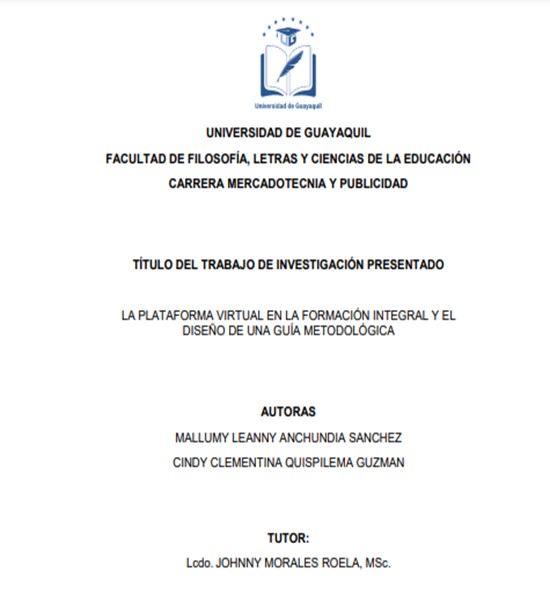 UG
Universidad de Guayaquil
UNIVERSIDAD DE GUAYAQUIL
FACULTAD DE FILOSOFÍA, LETRAS Y CIENCIAS DE LA EDUCACIÓN
CARRERA MERCADOTECNIA Y PUBLICIDAD
TÍTULO DEL TRABAJO DE INVESTIGACIÓN PRESENTADO
LA PLATAFORMA VIRTUAL EN LA FORMACIÓN INTEGRAL Y EL
DISEÑO DE UNA GUÍA METODOLÓGICA
AUTORAS
MALLUMY LEANNY ANCHUNDIA SANCHEZ
CINDY CLEMENTINA QUISPILEMA GUZMAN
TUTOR:
Lcdo. JOHNNY MORALES ROELA, MSc.